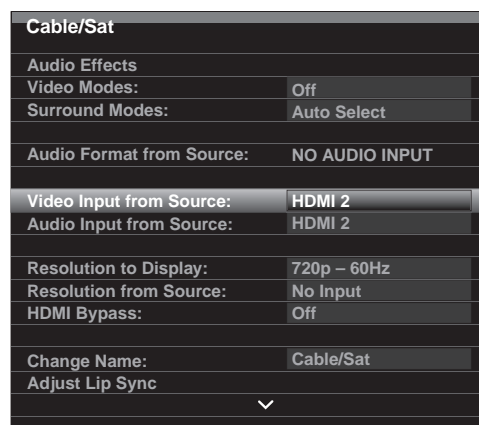 Cable/Sat
Audio Effects
Video Modes: Off
Surround Modes: Auto Select
Audio Format from Source: NO AUDIO INPUT
Video Input from Source: HDMI 2
Audio Input from Source: HDMI 2
Resolution to Display: 720p – 60Hz
Resolution from Source: No Input
HDMI Bypass: Off
Change Name: Cable/Sat
Adjust Lip Sync